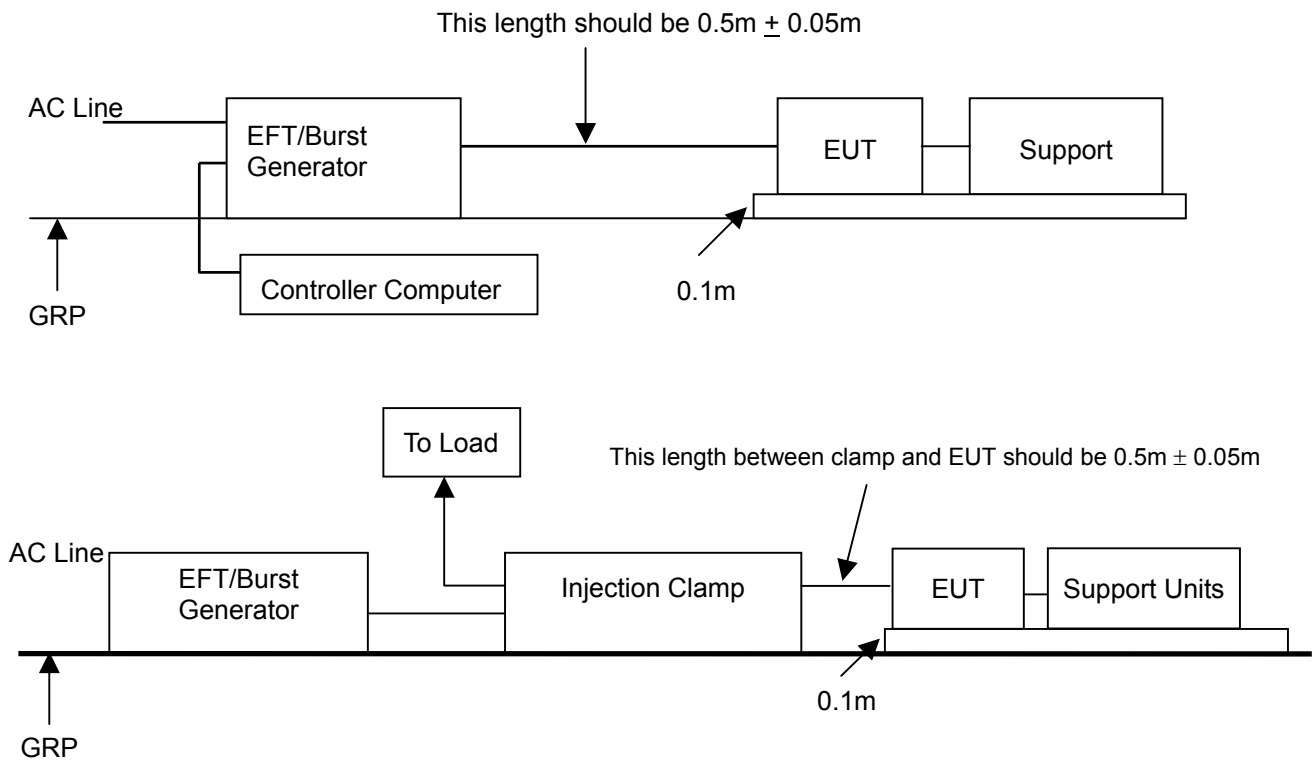 This length should be 0.5m ± 0.05m
AC Line
EFT/Burst
Generator
EUT
Support
Controller Computer
0.1m
GRP
To Load
This length between clamp and EUT should be 0.5m ± 0.05m
AC Line
EFT/Burst
Generator
Injection Clamp
EUT
Support Units
0.1m
GRP